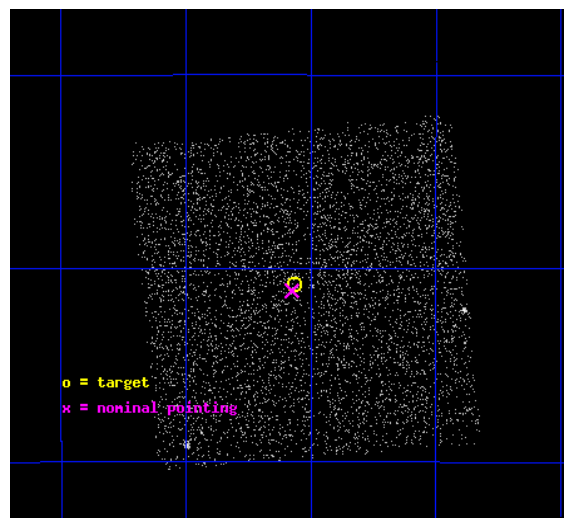 o = target
x = nominal pointing